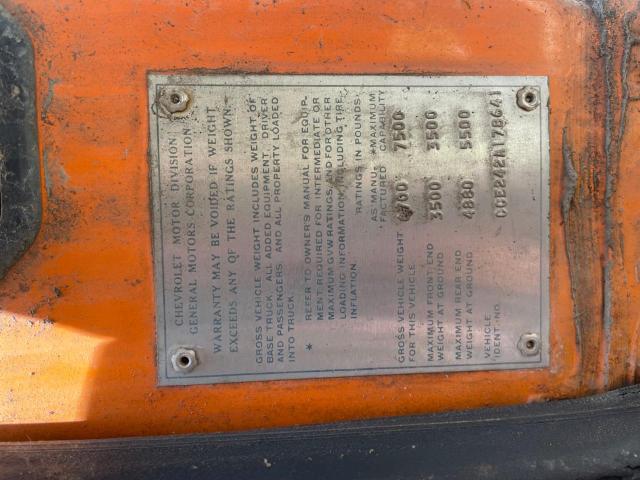 CHEVROLET MOTOR DIVISION
GENERAL MOTORS CORPORATION
WARRANTY MAY BE VOIDED IF WEIGHT
EXCEEDS ANY OF THE RATINGS SHOWN.
GROSS VEHICLE WEIGHT INCLUDES WEIGHT OF
BASE TRUCK, ALL ADDED EQUIPMENT, DRIVER
AND PASSENGERS, AND ALL PROPERTY LOADED
INTO TRUCK.
* REFER TO OWNER'S MANUAL FOR EQUIP-
MENT REQUIRED FOR INTERMEDIATE OR
MAXIMUM GVW RATINGS, AND FOR OTHER
LOADING INFORMATION, INCLUDING TIRE
INFLATION.
RATINGS IN POUNDS:
AS MANU- *MAXIMUM
FACTURED CAPABILITY
GROSS VEHICLE WEIGHT
FOR THIS VEHICLE 7500
MAXIMUM FRONT END
WEIGHT AT GROUND 3500 3500
MAXIMUM REAR END
WEIGHT AT GROUND 4880 5500
VEHICLE
IDENT. NO. CCE242A178641